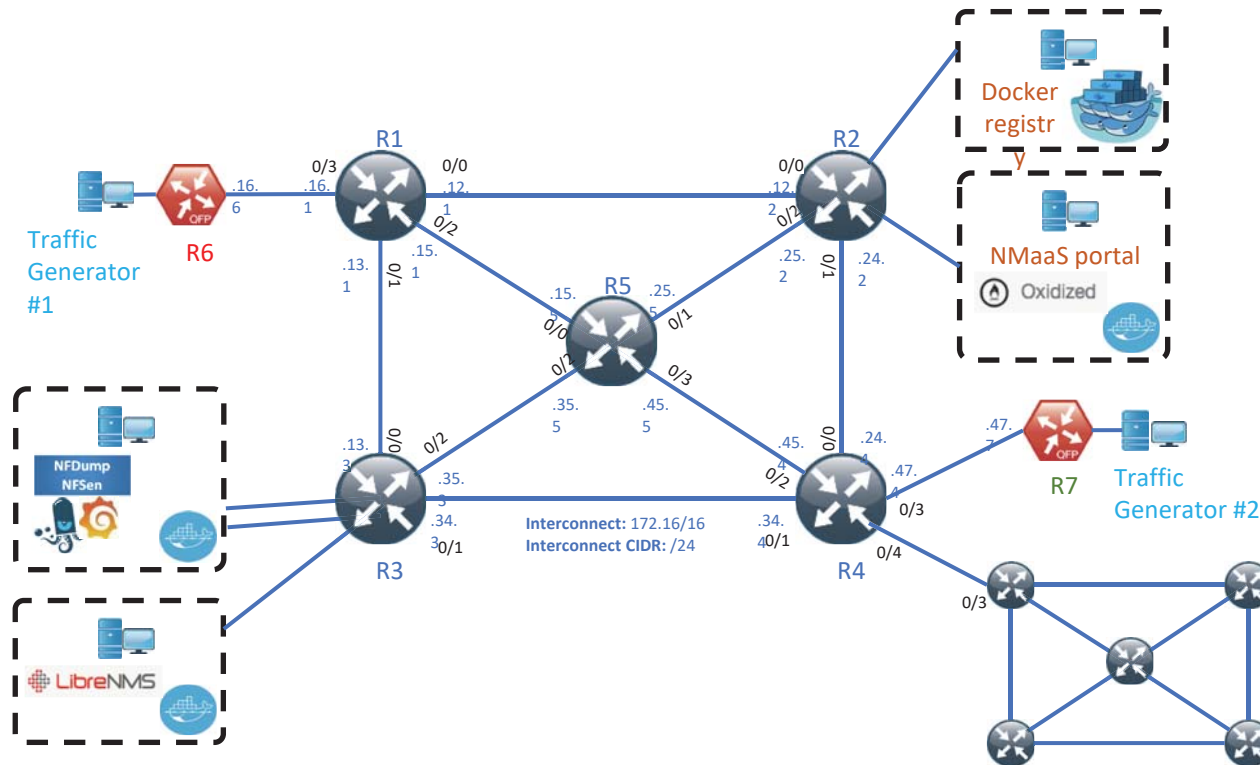 Docker
registr
y
R1
R2
0/3
0/0
0/0
.16.
6
.16.
1
.12.
1
.12.
2
QFP
R6
Traffic
Generator
#1
0/2
0/2
.15.
1
.13.
1
0/1
.25.
2
0/1
.24.
2
NMaaS portal
Oxidized
R5
.15.
5
.25.
5
0/0
0/1
0/2
0/3
.35.
5
.45.
5
NFDump
NFSen
.13.
3
0/0
0/2
.35.
3
.34.
3
0/1
R3
Interconnect: 172.16/16
Interconnect CIDR: /24
.45.
4
0/2
0/0
.24.
4
.47.
4
0/3
.34.
4
0/1
R4
0/4
.47.
7
QFP
R7
Traffic
Generator #2
0/3
LibreNMS